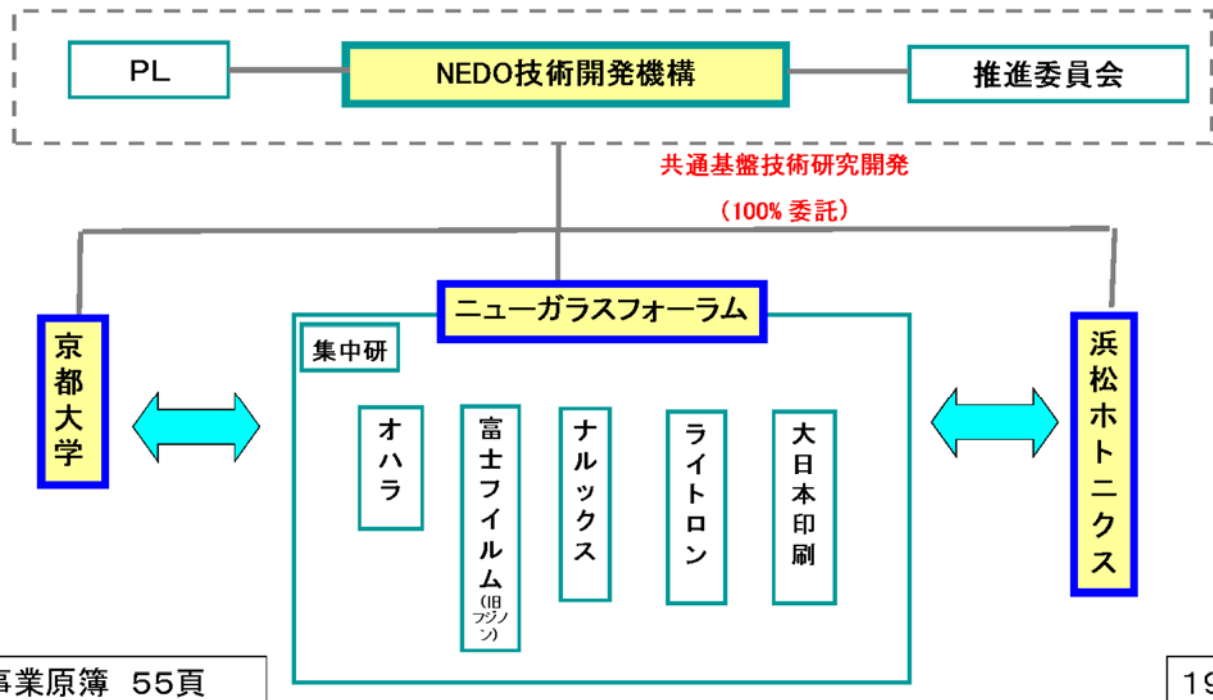 PL
NEDO技術開発機構
推進委員会
共通基盤技術研究開発
（100% 委託）
ニューガラスフォーラム
京都大学
集中研
オハラ
富士フイルム
（旧
フジノ
ン）
ナルックス
ライトロン
大日本印刷
浜松ホトニクス
事業原簿 55頁
19